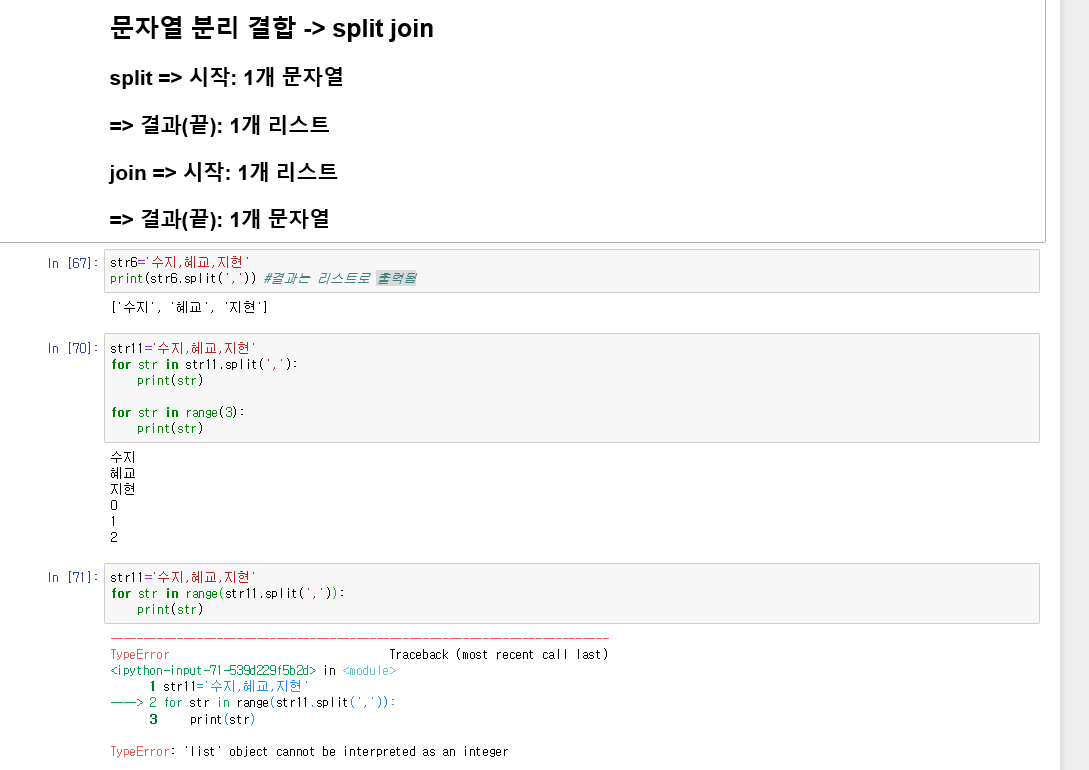 문자열 분리 결합 -> split join
split => 시작: 1개 문자열
=> 결과(끝): 1개 리스트
join => 시작: 1개 리스트
=> 결과(끝): 1개 문자열
In [67]: str6='수지,혜교,지현'
print(str6.split(',')) #결과는 리스트로 출력됨
['수지', '혜교', '지현']
In [70]: str11='수지,혜교,지현'
for str in str11.split(','):
    print(str)
for str in range(3):
    print(str)
수지
혜교
지현
0
1
2
In [71]: str11='수지,혜교,지현'
for str in range(str11.split(',')):
    print(str)
---------------------------------------------------------------------------
TypeError                                 Traceback (most recent call last)
<ipython-input-71-539d229f5b2d> in <module>
      1 str11='수지,혜교,지현'
----> 2 for str in range(str11.split(',')):
      3     print(str)
TypeError: 'list' object cannot be interpreted as an integer